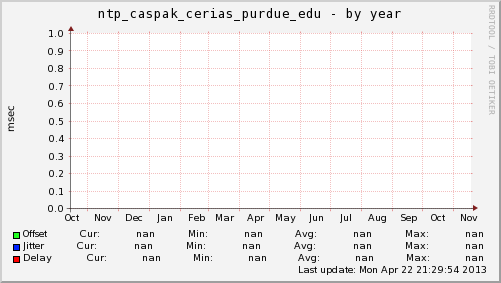 ntp_caspak_cerias_purdue_edu - by year
RRDTOOL / TOBI OETIKER
msec
1.0
0.9
0.8
0.7
0.6
0.5
0.4
0.3
0.2
0.1
0.0
Oct Nov Dec Jan Feb Mar Apr May Jun Jul Aug Sep Oct Nov
Offset Cur: nan Min: nan Avg: nan Max: nan
Jitter Cur: nan Min: nan Avg: nan Max: nan
Delay Cur: nan Min: nan Avg: nan Max: nan
Last update: Mon Apr 22 21:29:54 2013